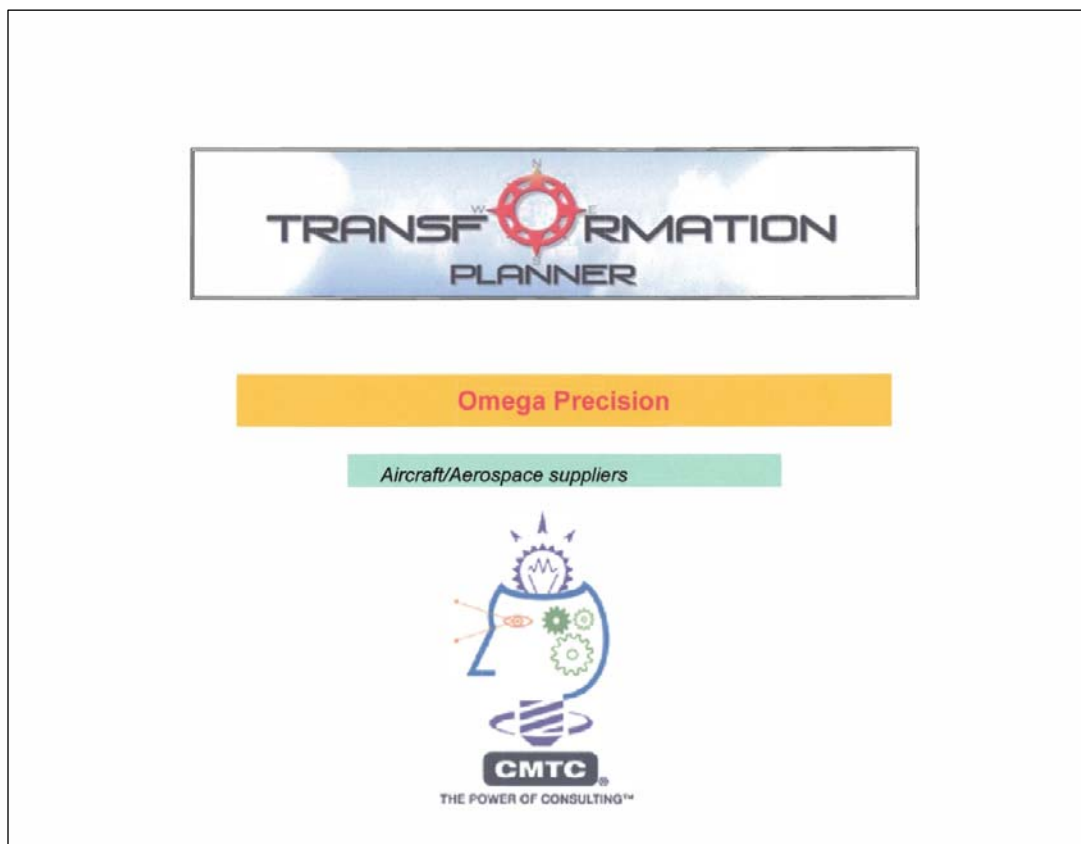 N
W E
TRANSFORMATION
S
PLANNER
Omega Precision
Aircraft/Aerospace suppliers
CMTC®
THE POWER OF CONSULTING™